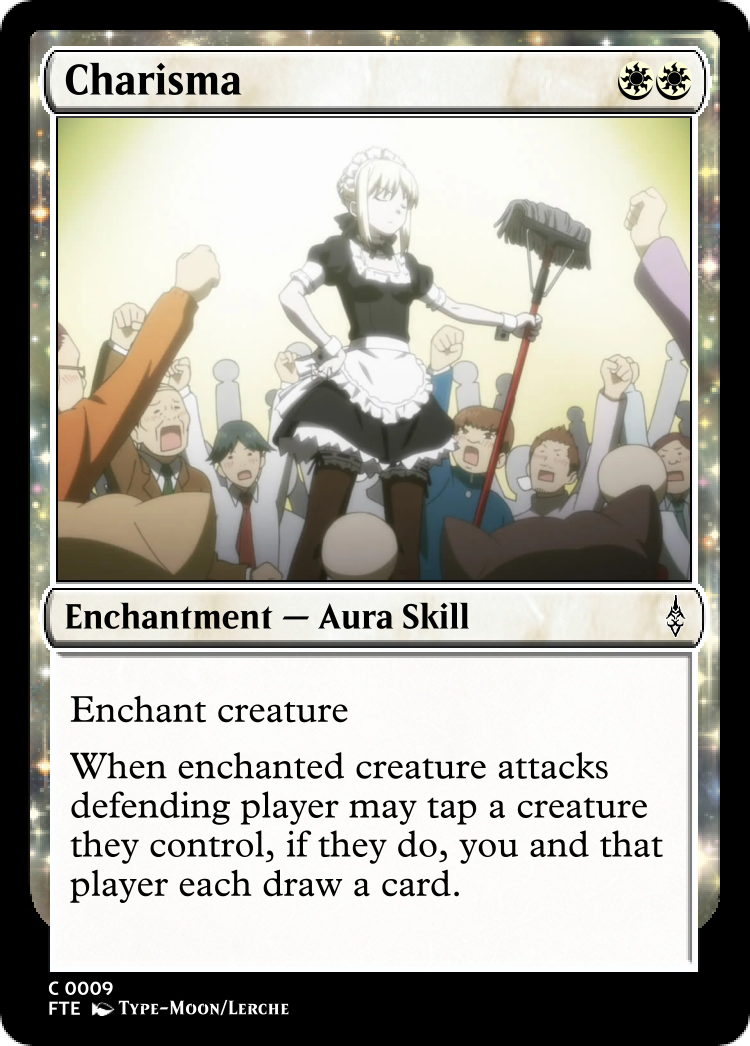 Charisma
Enchantment — Aura Skill
Enchant creature
When enchanted creature attacks
defending player may tap a creature
they control, if they do, you and that
player each draw a card.
C 0009
FTE Type-Moon/Lerche